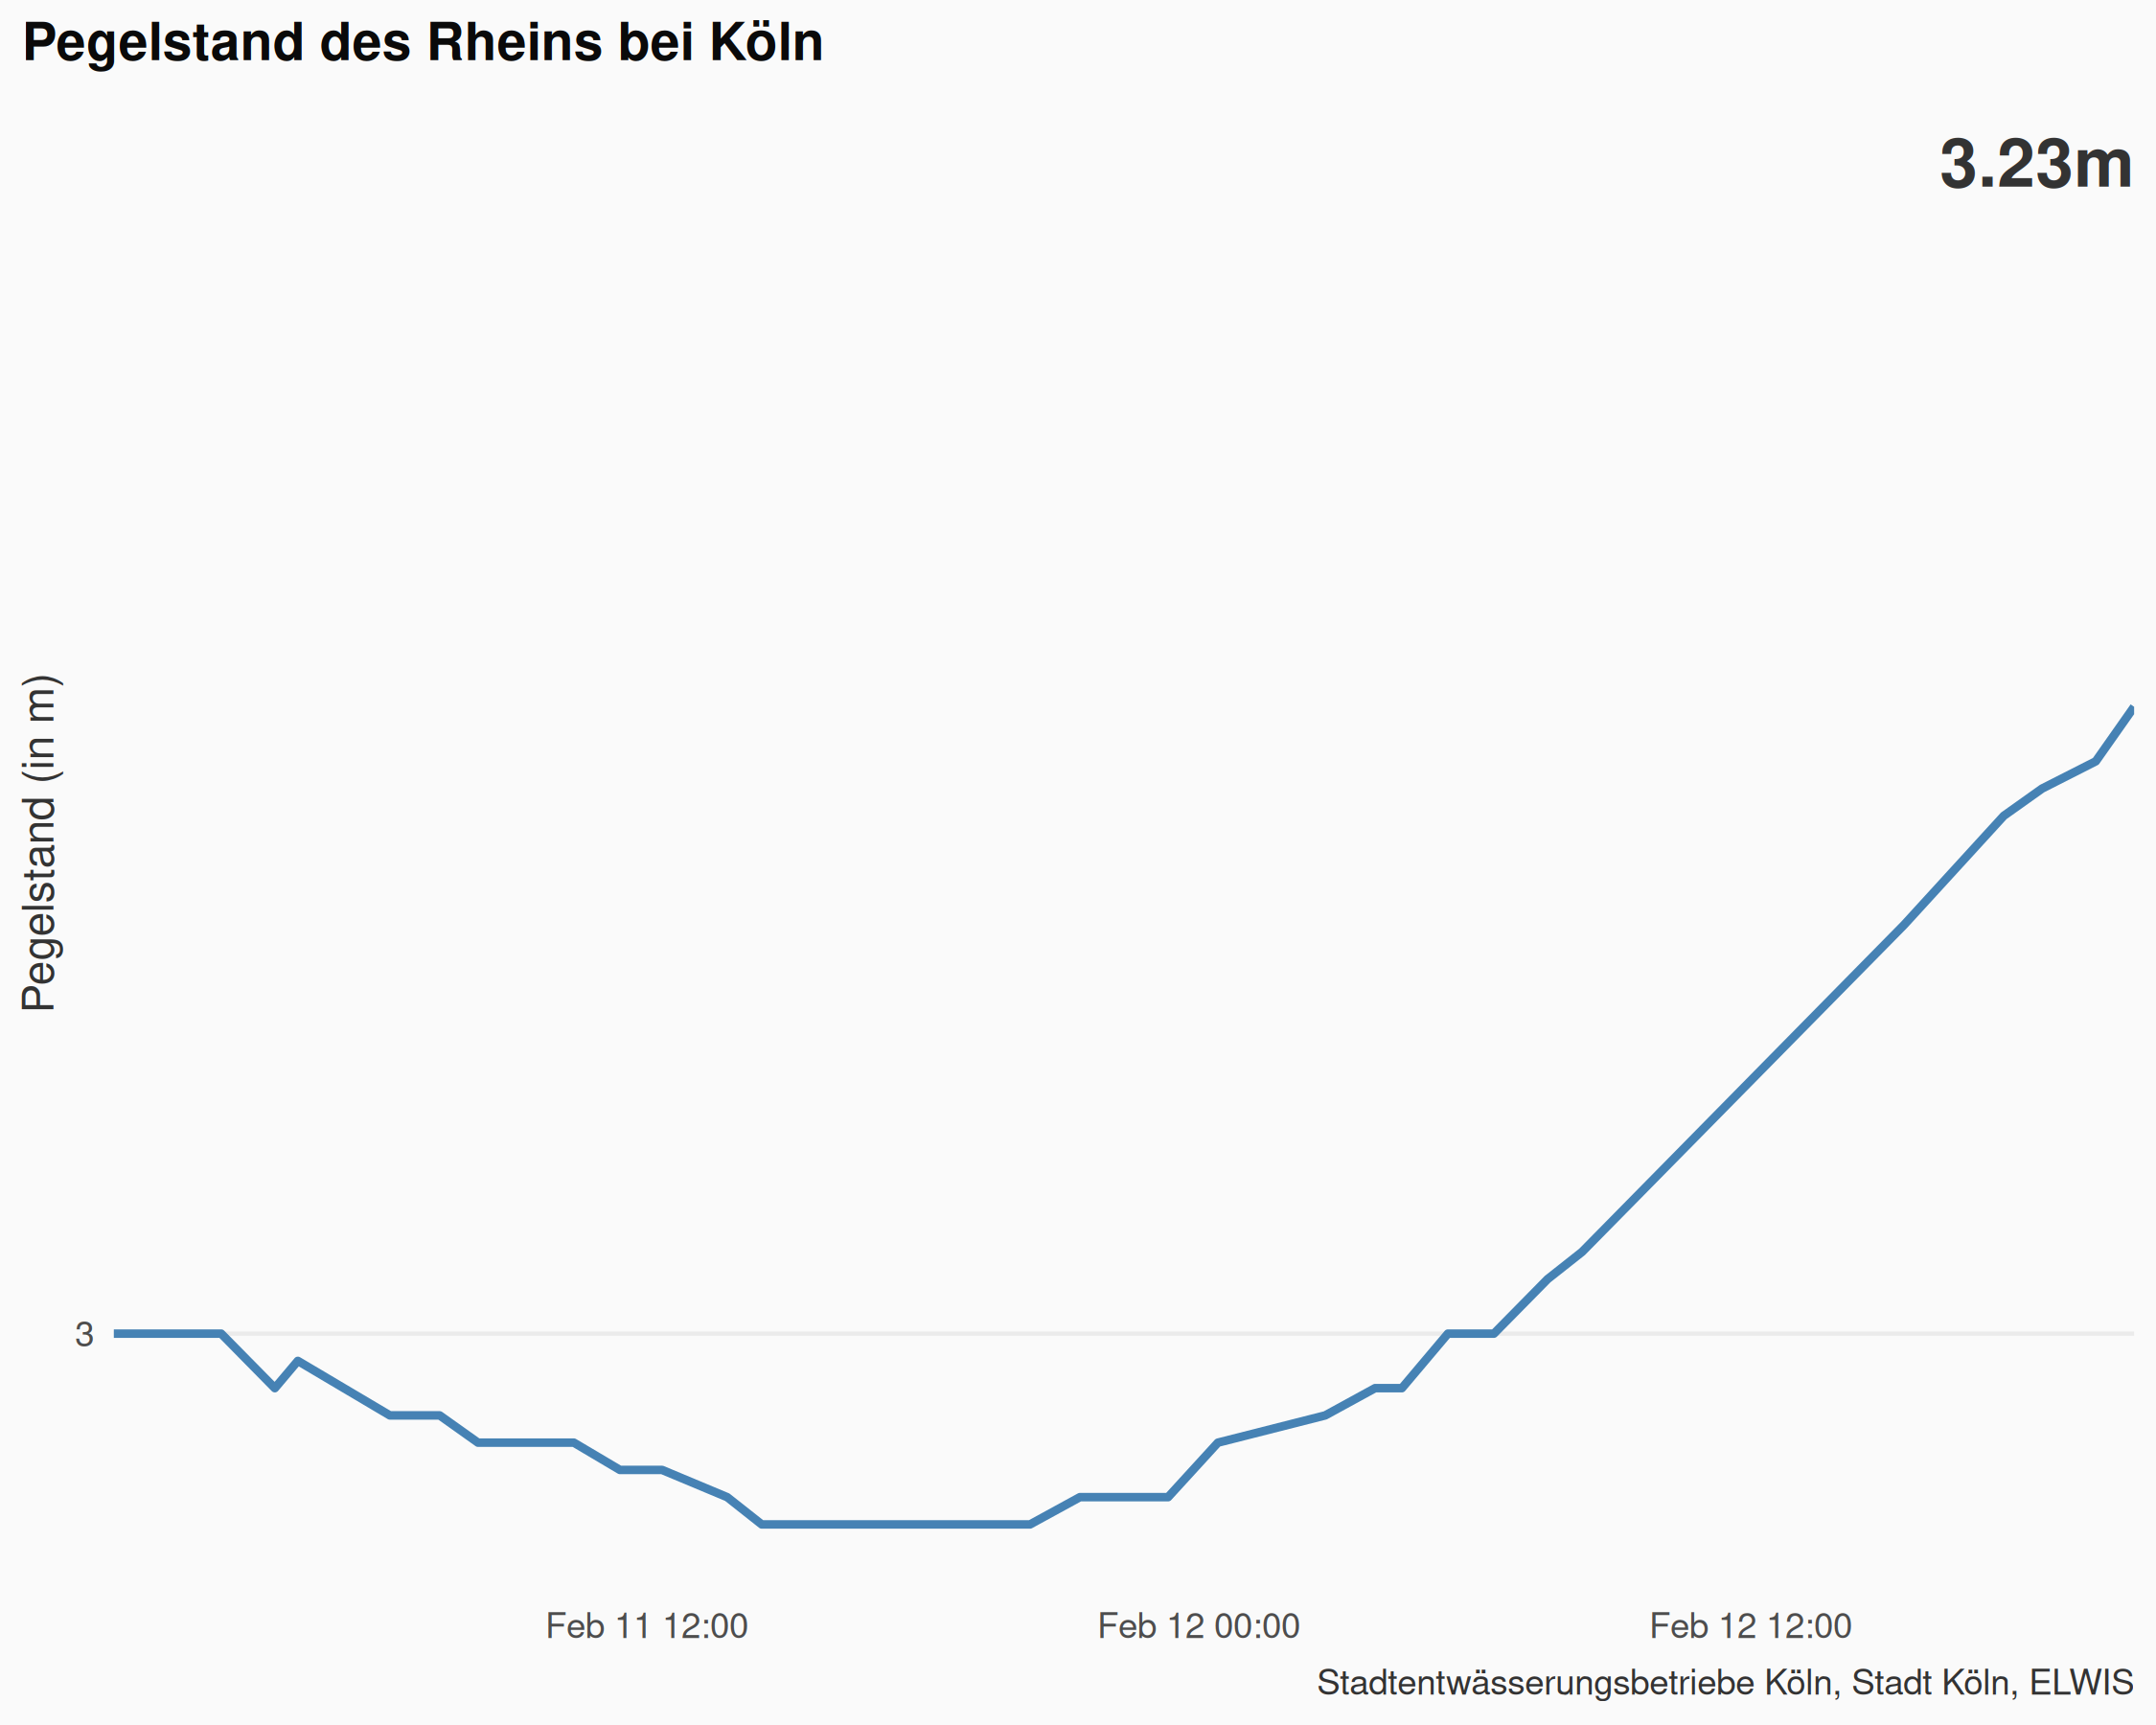 Pegelstand des Rheins bei Köln
3.23m
Pegelstand (in m)
3
Feb 11 12:00
Feb 12 00:00
Feb 12 12:00
Stadtentwässerungsbetriebe Köln, Stadt Köln, ELWIS